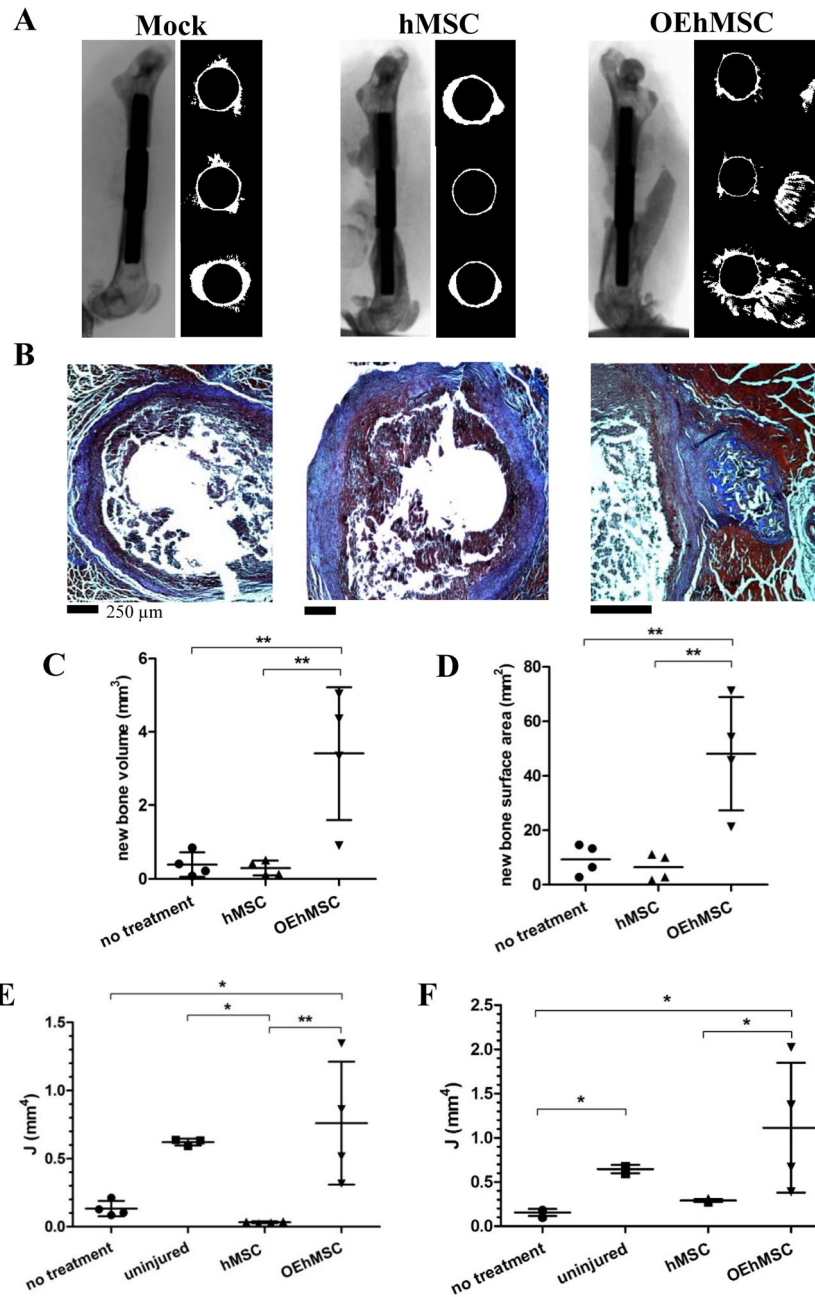 A
Mock
hMSC
OEhMSC
B
250 µm
C
**
**
new bone volume (mm³)
6
4
2
0
no treatment
hMSC
OEhMSC
D
**
**
new bone surface area (mm²)
80
60
40
20
0
no treatment
hMSC
OEhMSC
E
*
*
**
J (mm⁴)
1.5
1.0
0.5
0.0
no treatment
uninjured
hMSC
OEhMSC
F
*
*
*
J (mm⁴)
2.5
2.0
1.5
1.0
0.5
0.0
no treatment
uninjured
hMSC
OEhMSC